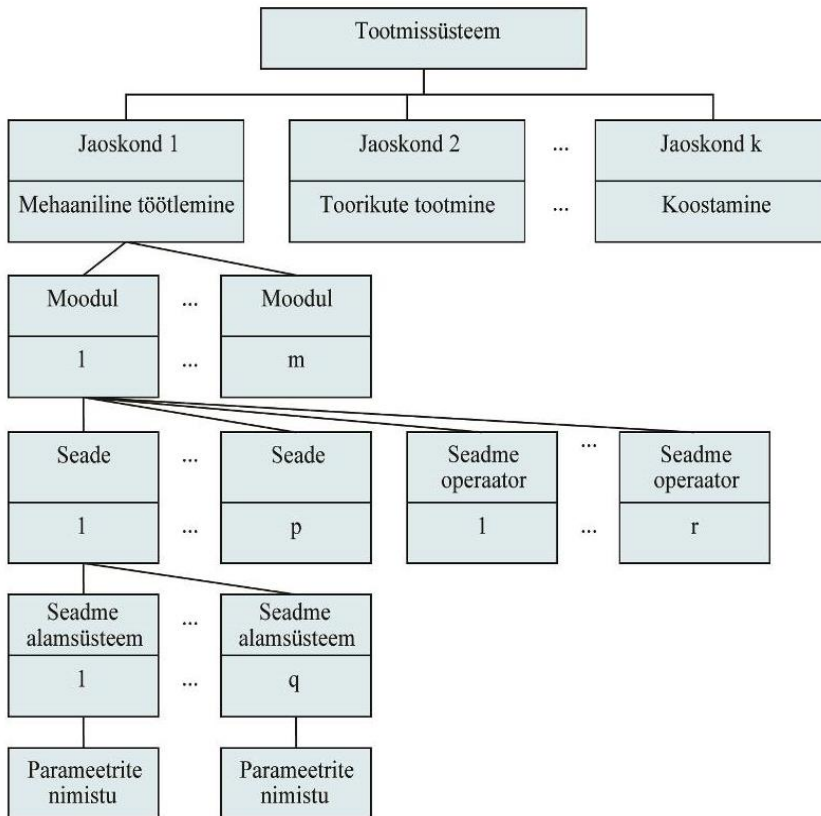 Tootmissüsteem
Jaoskond 1 Jaoskond 2 ... Jaoskond k
Mehaaniline töötlemine Toorikute tootmine ... Koostamine
Moodul ... Moodul
1 ... m
Seade ... Seade Seadme operaator ... Seadme operaator
1 ... p 1 ... r
Seadme alamsüsteem ... Seadme alamsüsteem
1 ... q
Parameetrite nimistu Parameetrite nimistu